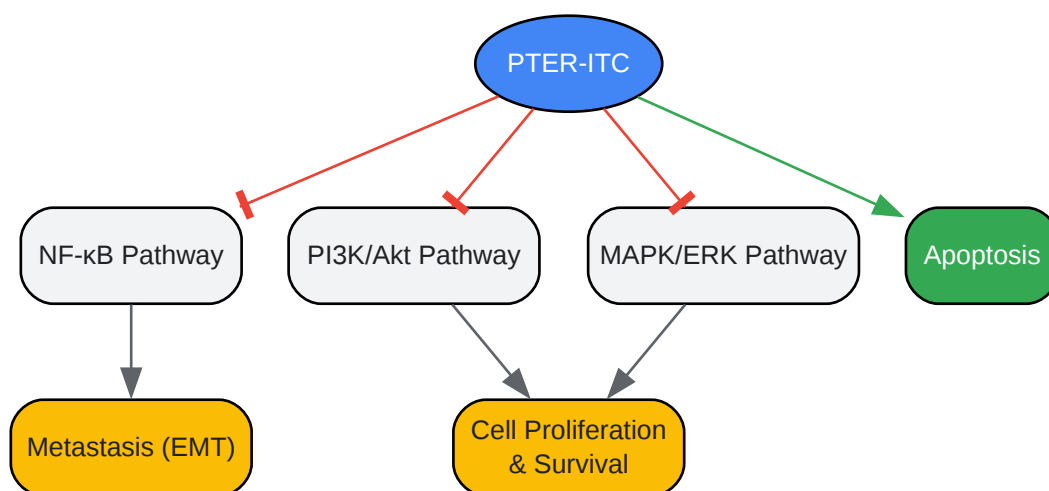 PTER-ITC
NF-κB Pathway
PI3K/Akt Pathway
MAPK/ERK Pathway
Apoptosis
Metastasis (EMT)
Cell Proliferation
& Survival